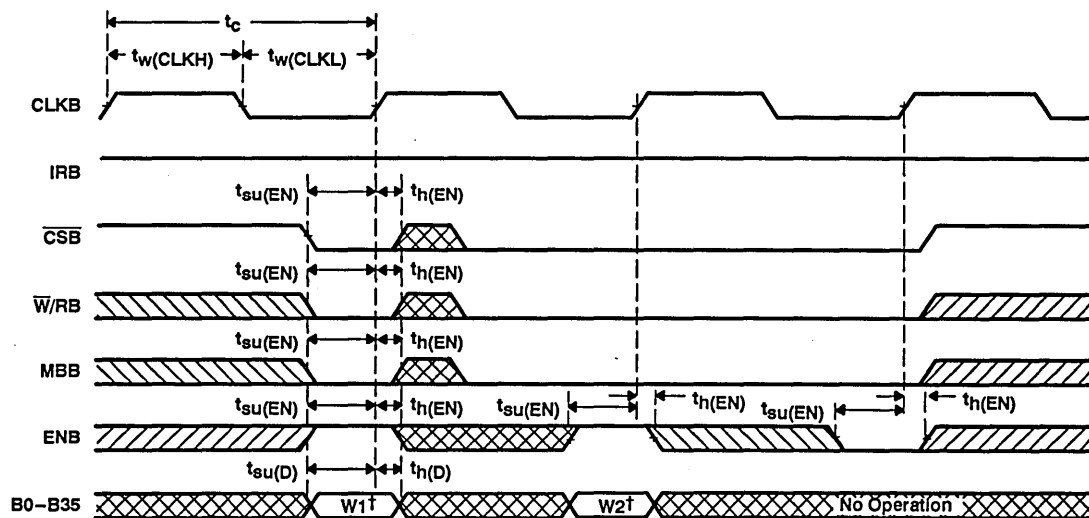 tc
tw(CLKH) tw(CLKL)
CLKB
IRB
tsu(EN) th(EN)
CSB
tsu(EN) th(EN)
W/RB
tsu(EN) th(EN)
MBB
tsu(EN) th(EN) tsu(EN) th(EN) tsu(EN) th(EN)
ENB
tsu(D) th(D)
B0–B35 W1† W2† No Operation